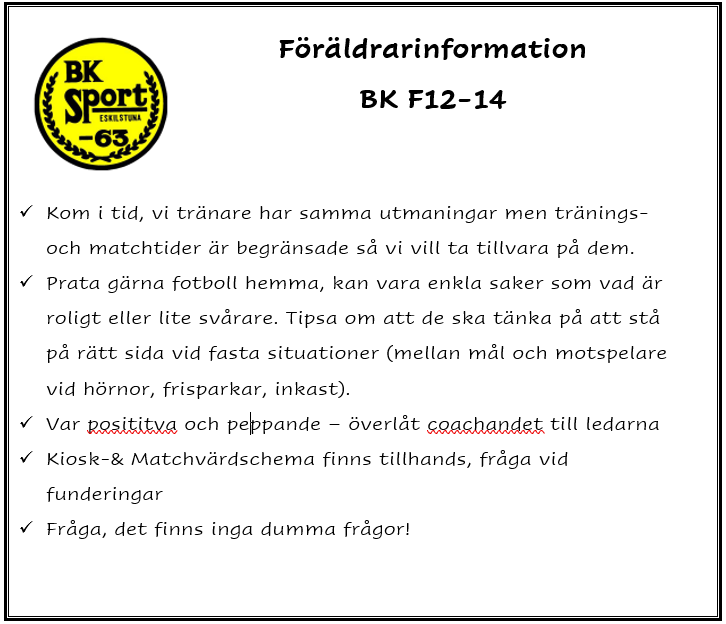 BK
Sport
ESKILSTUNA
-63
Föräldrarinformation
BK F12-14
✓ Kom i tid, vi tränare har samma utmaningar men tränings-
och matchtider är begränsade så vi vill ta tillvara på dem.
✓ Prata gärna fotboll hemma, kan vara enkla saker som vad är
roligt eller lite svårare. Tipsa om att de ska tänka på att stå
på rätt sida vid fasta situationer (mellan mål och motspelare
vid hörnor, frisparkar, inkast).
✓ Var posititva och peppande – överlåt coachandet till ledarna
✓ Kiosk-& Matchvärdschema finns tillhands, fråga vid
funderingar
✓ Fråga, det finns inga dumma frågor!